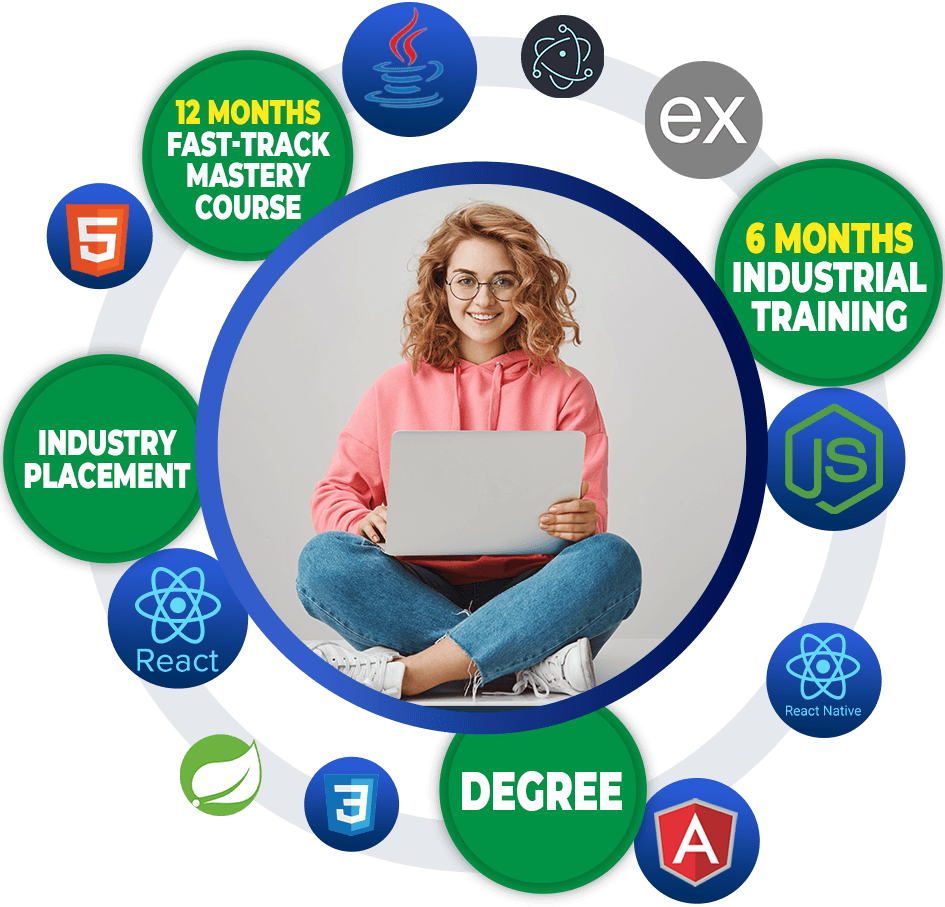 12 MONTHS
FAST-TRACK
MASTERY
COURSE
ex
5
6 MONTHS
INDUSTRIAL
TRAINING
INDUSTRY
PLACEMENT
JS
React
React Native
3
DEGREE
A